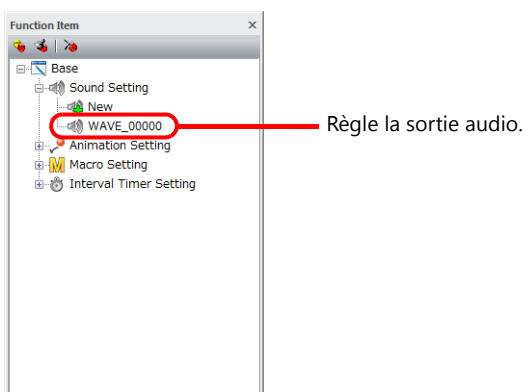 Function Item
Base
Sound Setting
New
WAVE_00000
Règle la sortie audio.
Animation Setting
Macro Setting
Interval Timer Setting